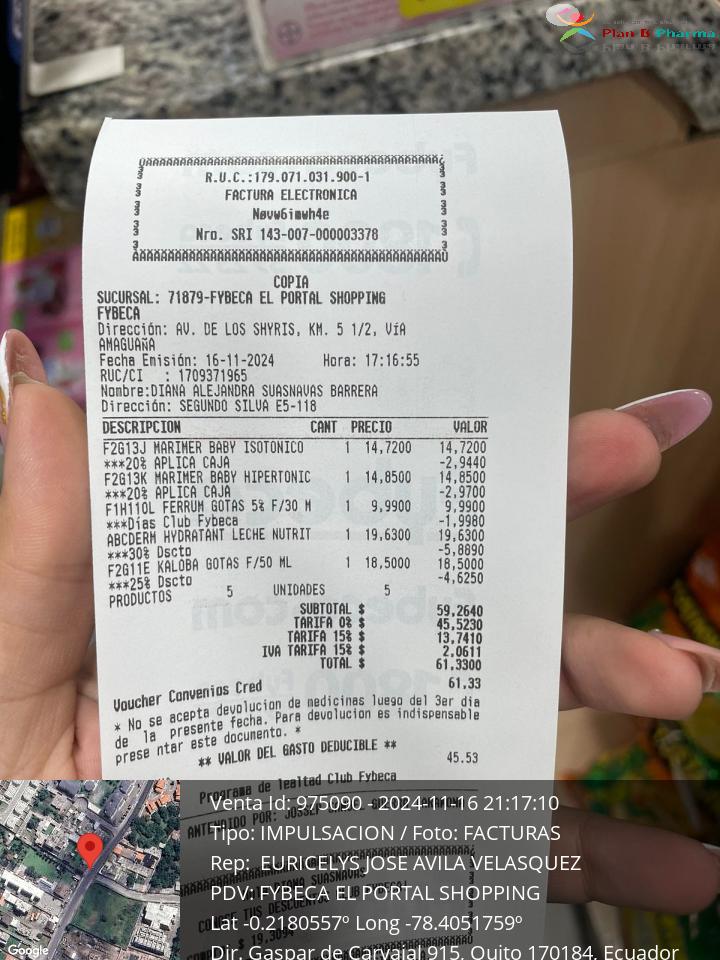 Plan B Pharma
R.U.C.:179.071.031.900-1
FACTURA ELECTRONICA
Nøvw6imwh4e
Nro. SRI 143-007-000003378
COPIA
SUCURSAL: 71879-FYBECA EL PORTAL SHOPPING
FYBECA
Dirección: AV. DE LOS SHYRIS, KM. 5 1/2, VíA
AMAGUAÑA
Fecha Emisión: 16-11-2024 Hora: 17:16:55
RUC/CI : 1709371965
Nombre:DIANA ALEJANDRA SUASNAVAS BARRERA
Dirección: SEGUNDO SILVA E5-118
DESCRIPCION CANT PRECIO VALOR
F2G13J MARIMER BABY ISOTONICO 1 14,7200 14,7200
***20% APLICA CAJA -2,9440
F2G13K MARIMER BABY HIPERTONIC 1 14,8500 14,8500
***20% APLICA CAJA -2,9700
F1H110L FERRUM GOTAS 5% F/30 M 1 9,9900 9,9900
***Días Club Fybeca -1,9980
ABCDERM HYDRATANT LECHE NUTRIT 1 19,6300 19,6300
***30% Dscto -5,8890
F2G11E KALOBA GOTAS F/50 ML 1 18,5000 18,5000
***25% Dscto -4,6250
PRODUCTOS 5 UNIDADES 5
SUBTOTAL $ 59,2640
TARIFA 0% $ 45,5230
TARIFA 15% $ 13,7410
IVA TARIFA 15% $ 2,0611
TOTAL $ 61,3300
Voucher Convenios Cred 61,33
* No se acepta devolucion de medicinas luego del 3er dia
de la presente fecha. Para devolucion es indispensable
prese ntar este documento. *
** VALOR DEL GASTO DEDUCIBLE ** 45.53
Programa de lealtad Club Fybeca
Venta Id: 975090 - 2024-11-16 21:17:10
Tipo: IMPULSACION / Foto: FACTURAS
Rep: EURICELYS JOSE AVILA VELASQUEZ
PDV: FYBECA EL PORTAL SHOPPING
Lat -0.2180557º Long -78.4051759º
Dir. Gaspar de Carvajal 915, Quito 170184, Ecuador
Google